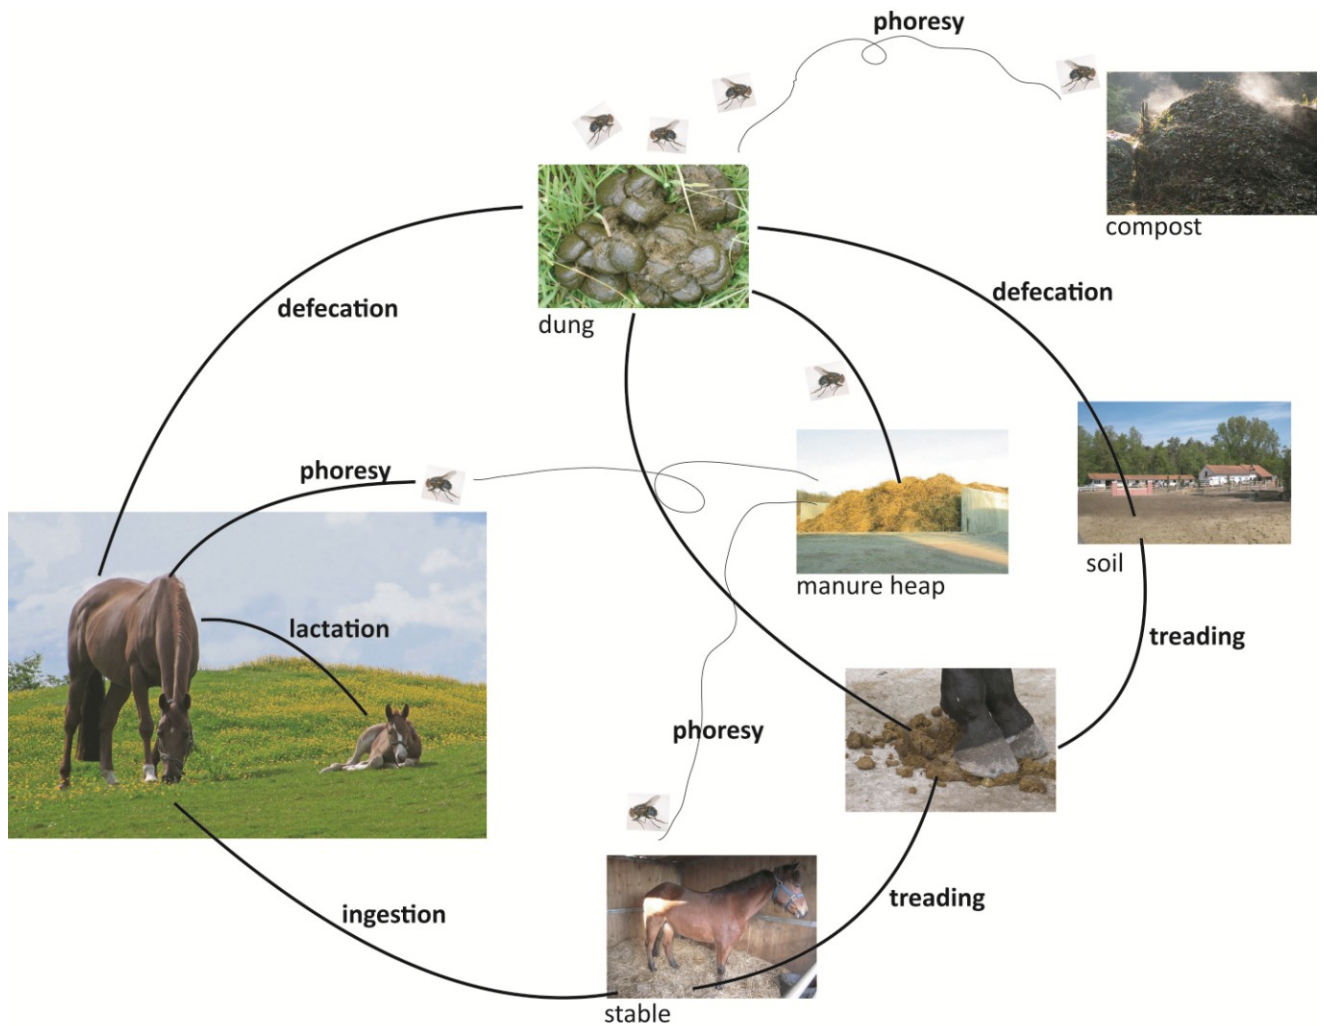 phoresy
compost
defecation
defecation
dung
phoresy
soil
manure heap
lactation
treading
phoresy
treading
ingestion
stable